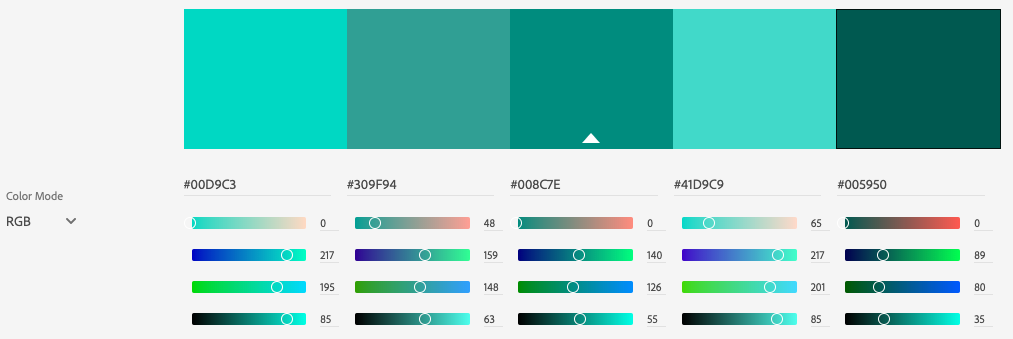 #00D9C3 #309F94 #008C7E #41D9C9 #005950
Color Mode
RGB
0 48 0 65 0
217 159 140 217 89
195 148 126 201 80
85 63 55 85 35